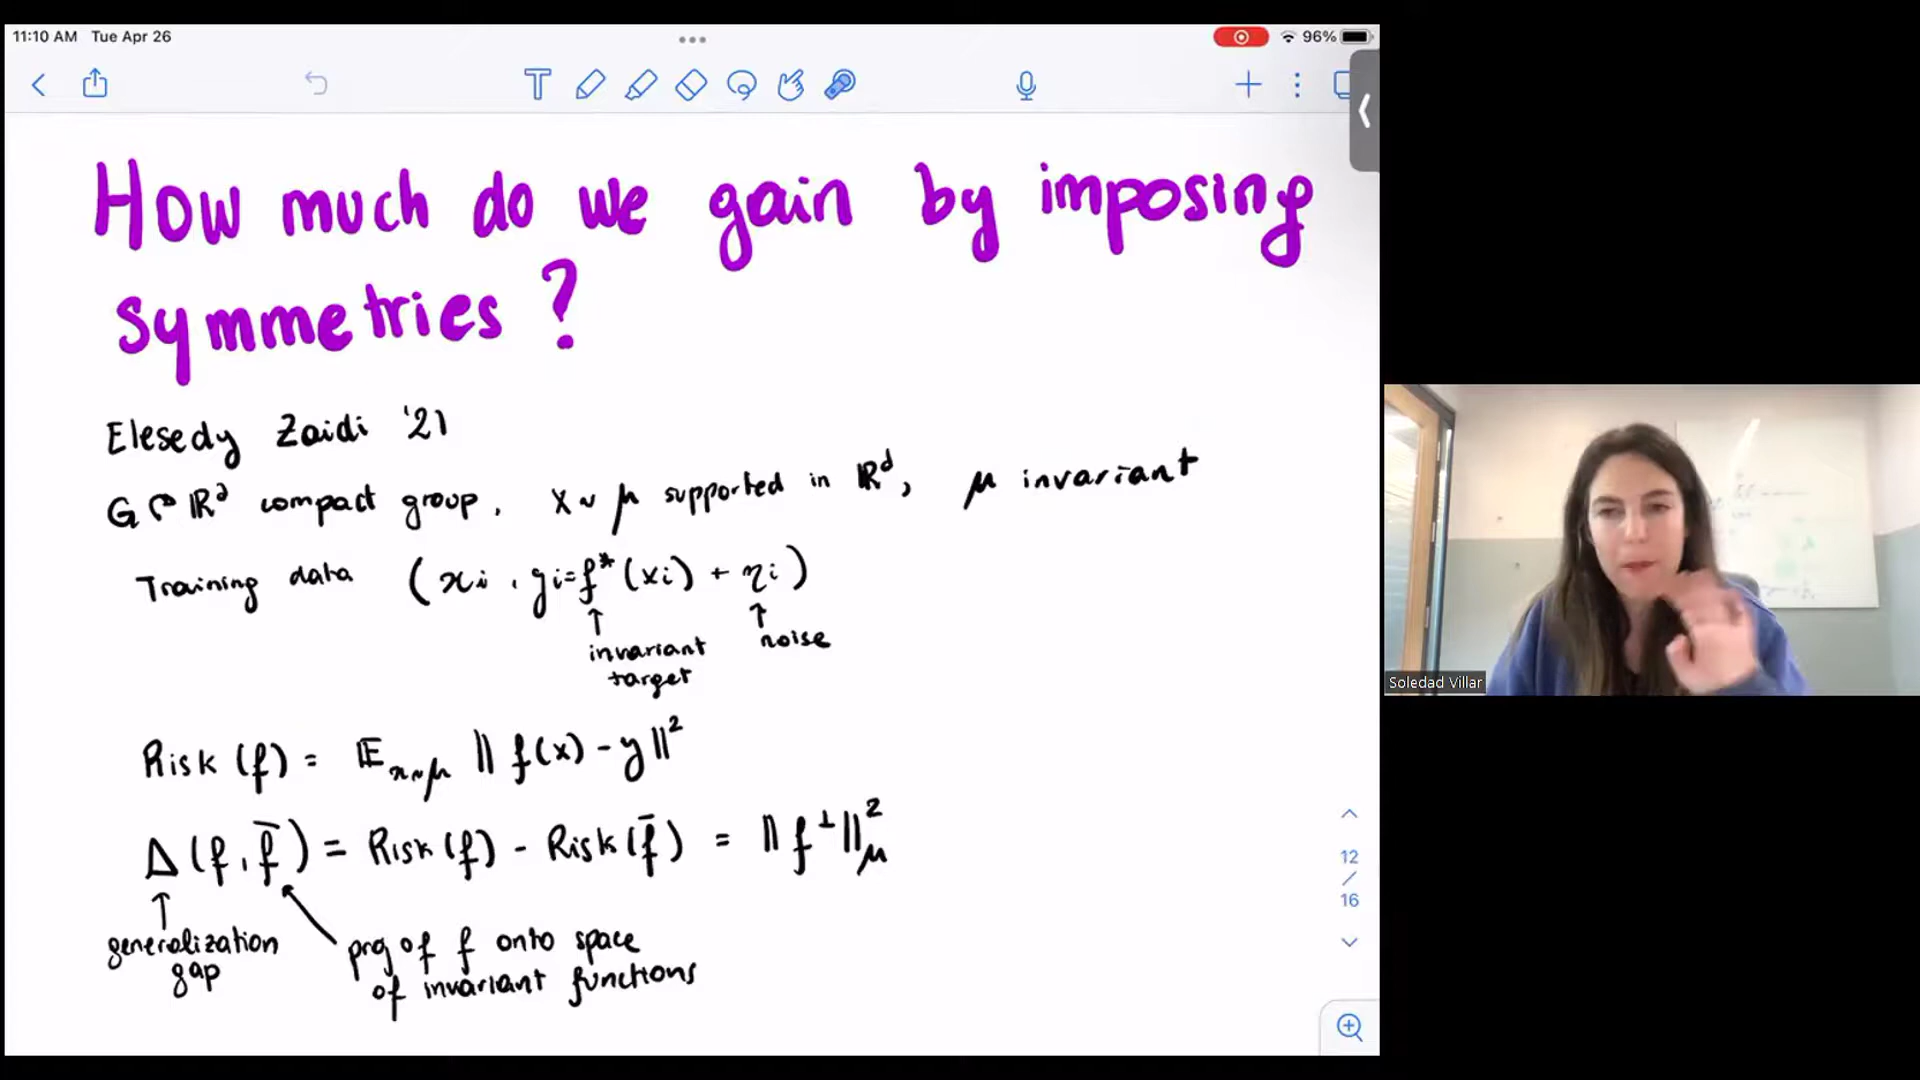 11:10 AM Tue Apr 26
96%
How much do we gain by imposing
symmetries?
Elesedy Zaidi '21
G ↷ ℝᵈ compact group. X ~ μ supported in ℝᵈ, μ invariant
Training data (xi, yi = f*(xi) + ηi)
↑ ↑
invariant noise
target
Risk (f) = 𝔼x~μ ‖f(x) - y‖²
Δ(f, f̄) = Risk(f) - Risk(f̄) = ‖f⊥‖²μ
↑
generalization
gap
proj of f onto space
of invariant functions
12
/
16
Soledad Villar